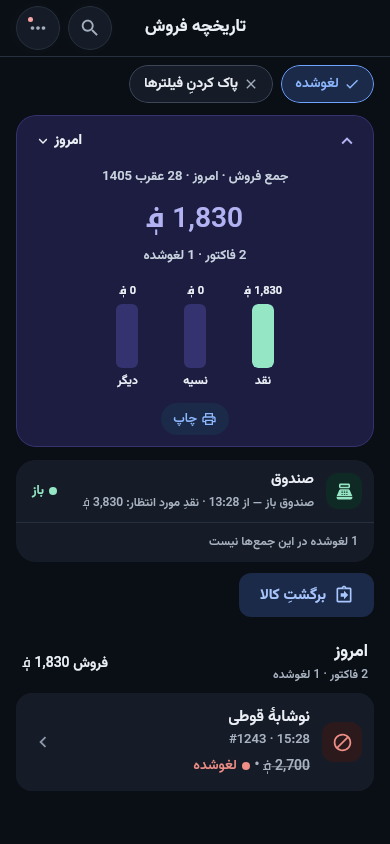 تاریخچه فروش
لغوشده
پاک کردنِ فیلترها
امروز
جمع فروش · امروز · 28 عقرب 1405
1,830 ؋
2 فاکتور · 1 لغوشده
1,830 ؋
0 ؋
0 ؋
نقد
نسیه
دیگر
چاپ
صندوق
صندوق باز — از 13:28 · نقدِ مورد انتظار: 3,830 ؋
باز
1 لغوشده در این جمع‌ها نیست
برگشتِ کالا
امروز
فروش 1,830 ؋
2 فاکتور · 1 لغوشده
نوشابهٔ قوطی
15:28 · #1243
2,700 ؋ • لغوشده